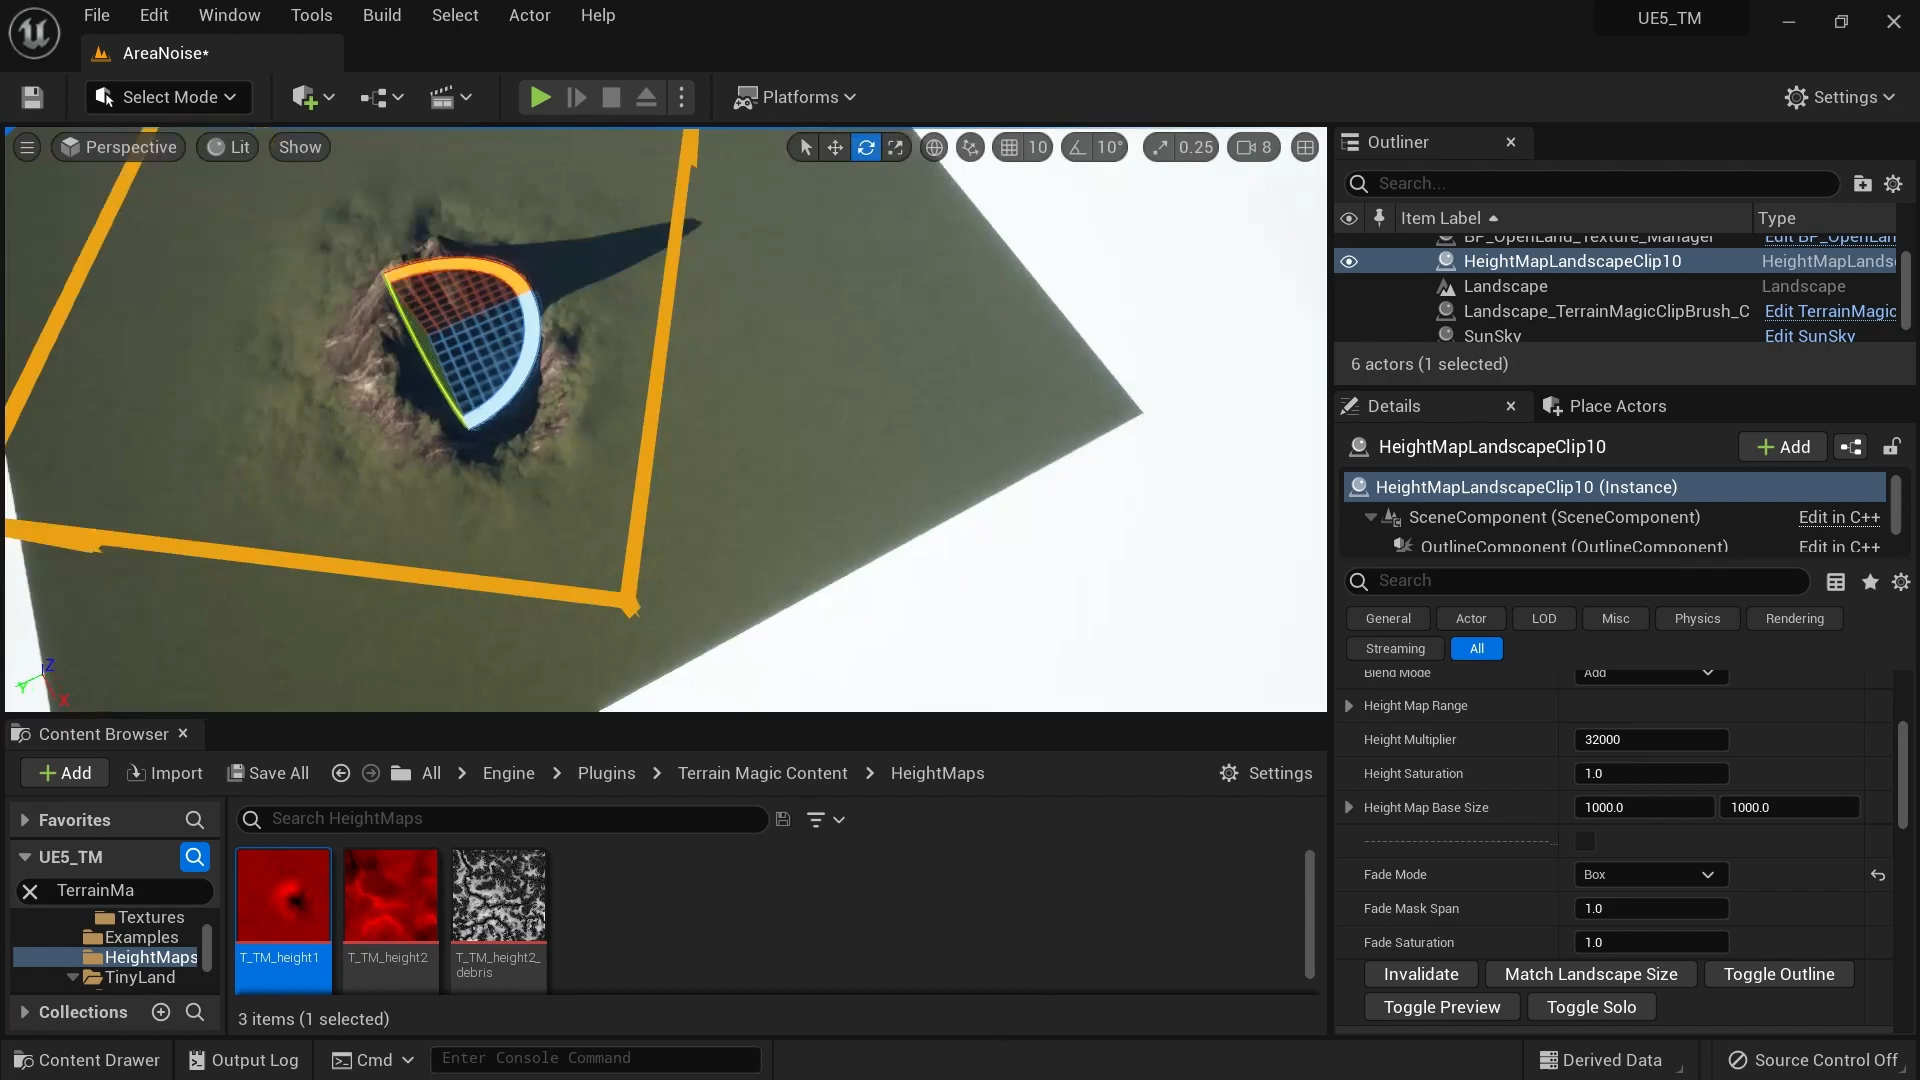 File Edit Window Tools Build Select Actor Help
UE5_TM
AreaNoise*
Select Mode
Platforms
Settings
Perspective Lit Show
10 10° 0.25 8
Z
Y
X
Outliner
Search...
Item Label Type
BP_OpenLand_Texture_Manager Edit BP_OpenLan
HeightMapLandscapeClip10 HeightMapLands
Landscape Landscape
Landscape_TerrainMagicClipBrush_C Edit TerrainMagic
SunSky Edit SunSky
6 actors (1 selected)
Details Place Actors
HeightMapLandscapeClip10 Add
HeightMapLandscapeClip10 (Instance)
SceneComponent (SceneComponent) Edit in C++
OutlineComponent (OutlineComponent) Edit in C++
Search
General Actor LOD Misc Physics Rendering
Streaming All
Blend Mode Add
Height Map Range
Height Multiplier 32000
Height Saturation 1.0
Height Map Base Size 1000.0 1000.0
Fade Mode Box
Fade Mask Span 1.0
Fade Saturation 1.0
Invalidate Match Landscape Size Toggle Outline
Toggle Preview Toggle Solo
Content Browser
Add Import Save All All Engine Plugins Terrain Magic Content HeightMaps Settings
Favorites
Search HeightMaps
UE5_TM
TerrainMa
Textures
Examples
HeightMaps
TinyLand
Collections
T_TM_height1
T_TM_height2
T_TM_height2_
debris
3 items (1 selected)
Content Drawer Output Log Cmd Enter Console Command Derived Data Source Control Off